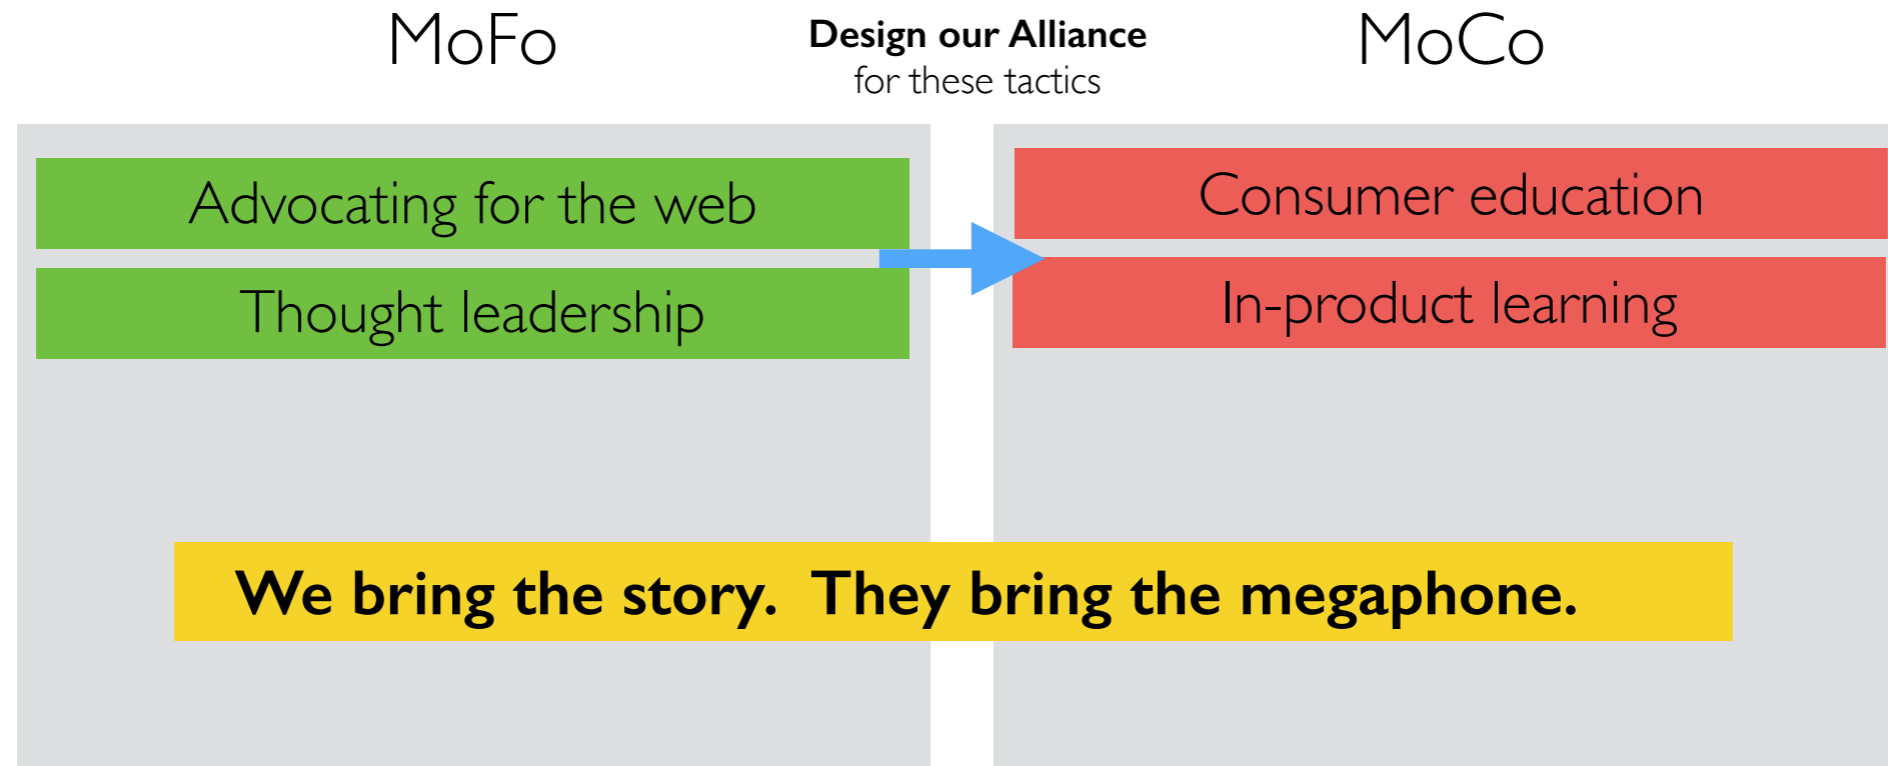 MoFo
Design our Alliance
for these tactics
MoCo
Advocating for the web
Thought leadership
Consumer education
In-product learning
We bring the story.  They bring the megaphone.